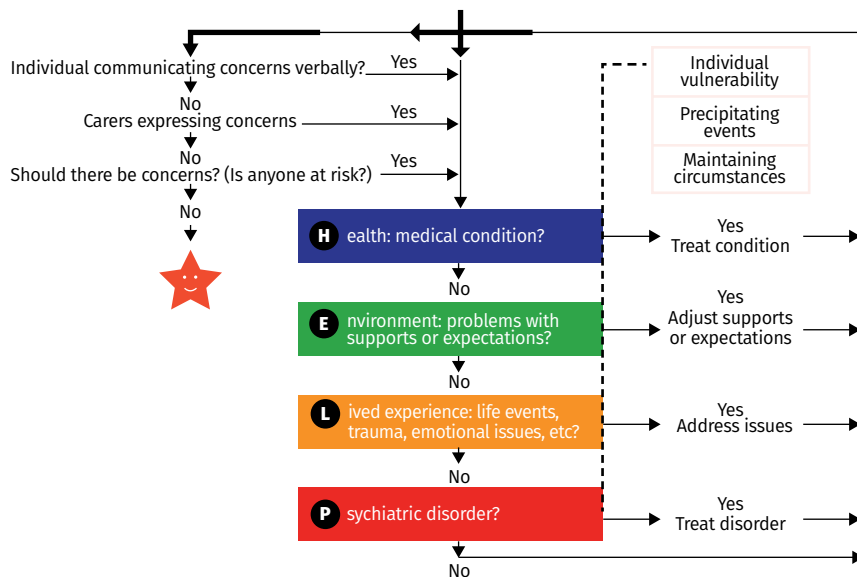 Individual communicating concerns verbally?
Yes
No
Carers expressing concerns
Yes
No
Should there be concerns? (Is anyone at risk?)
Yes
No
Individual
vulnerability
Precipitating
events
Maintaining
circumstances
H ealth: medical condition?
Yes
Treat condition
No
E nvironment: problems with
supports or expectations?
Yes
Adjust supports
or expectations
No
L ived experience: life events,
trauma, emotional issues, etc?
Yes
Address issues
No
P sychiatric disorder?
Yes
Treat disorder
No